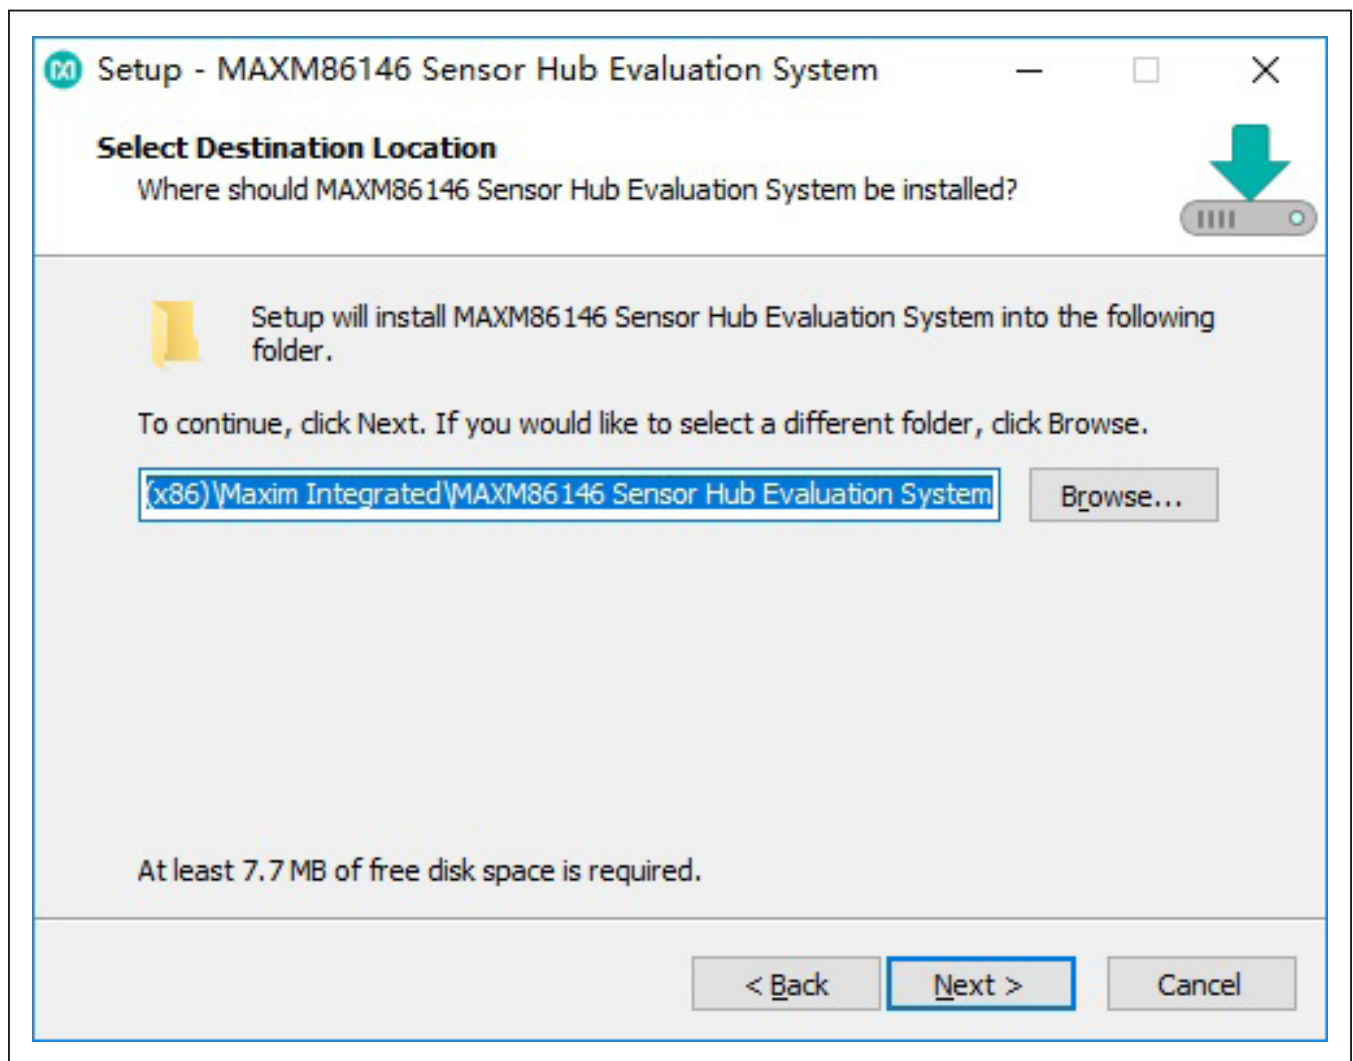 Setup - MAXM86146 Sensor Hub Evaluation System
Select Destination Location
Where should MAXM86146 Sensor Hub Evaluation System be installed?
Setup will install MAXM86146 Sensor Hub Evaluation System into the following
folder.
To continue, click Next. If you would like to select a different folder, click Browse.
(x86)\Maxim Integrated\MAXM86146 Sensor Hub Evaluation System
Browse...
At least 7.7 MB of free disk space is required.
< Back
Next >
Cancel